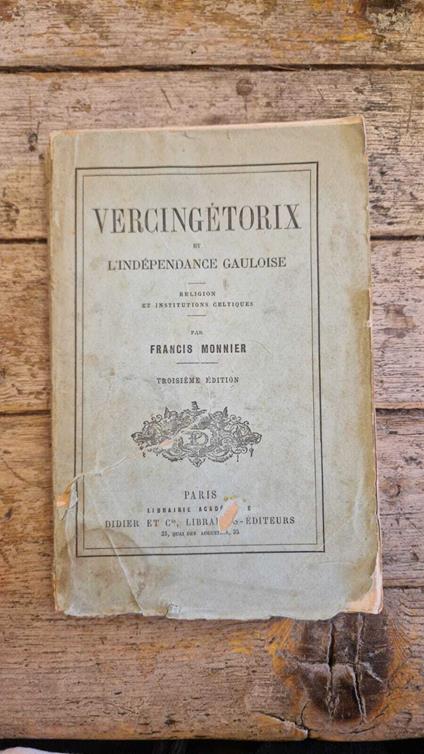 VERCINGÉTORIX
ET
L'INDÉPENDANCE GAULOISE
RELIGION
ET INSTITUTIONS CELTIQUES
PAR
FRANCIS MONNIER
TROISIÈME ÉDITION
PARIS
LIBRAIRIE
DIDIER ET Cie, -ÉDITEURS
35, QUAI DES 35